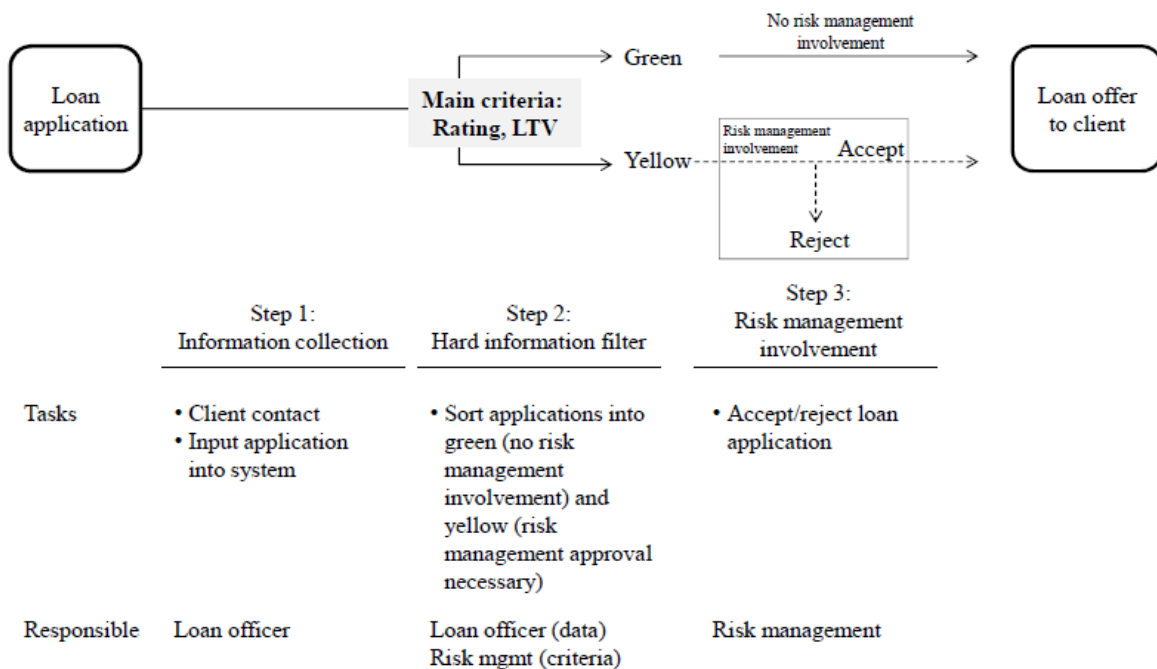 No risk management
involvement
Loan
application
Main criteria:
Rating, LTV
Green
Yellow
Risk management
involvement
Accept
Reject
Loan offer
to client
Step 1:
Information collection
Step 2:
Hard information filter
Step 3:
Risk management
involvement
Tasks
• Client contact
• Input application
into system
• Sort applications into
green (no risk
management
involvement) and
yellow (risk
management approval
necessary)
• Accept/reject loan
application
Responsible
Loan officer
Loan officer (data)
Risk mgmt (criteria)
Risk management